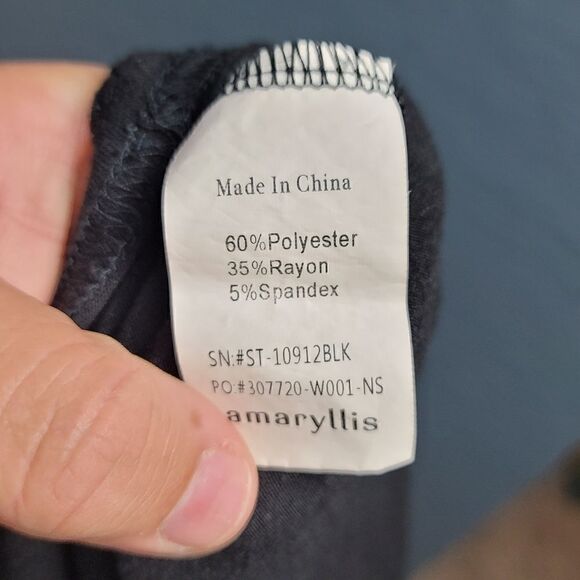 Made In China
60%Polyester
35%Rayon
5%Spandex
SN:#ST-10912BLK
PO:#307720-W001-NS
amaryllis